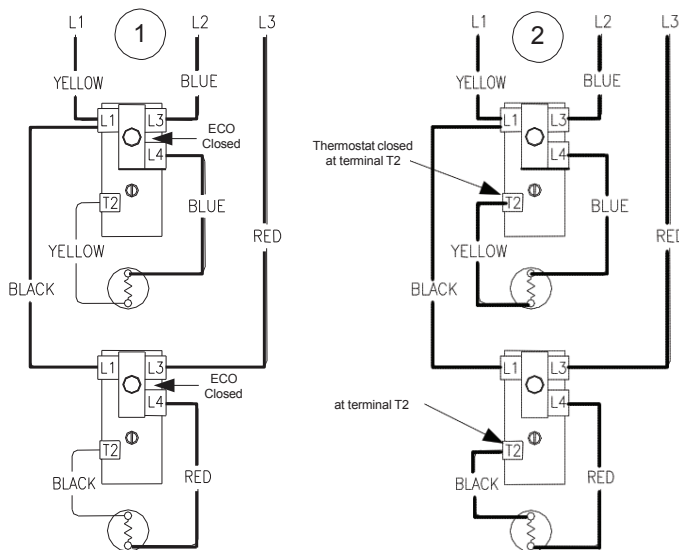 L1
1
L2
L3
YELLOW
BLUE
L1
L3
ECO
Closed
L4
T2
BLUE
YELLOW
RED
BLACK
L1
L3
ECO
Closed
L4
T2
BLACK
RED
L1
2
L2
L3
YELLOW
BLUE
L1
L3
Thermostat closed
at terminal T2
L4
T2
BLUE
YELLOW
RED
BLACK
L1
L3
at terminal T2
L4
T2
BLACK
RED